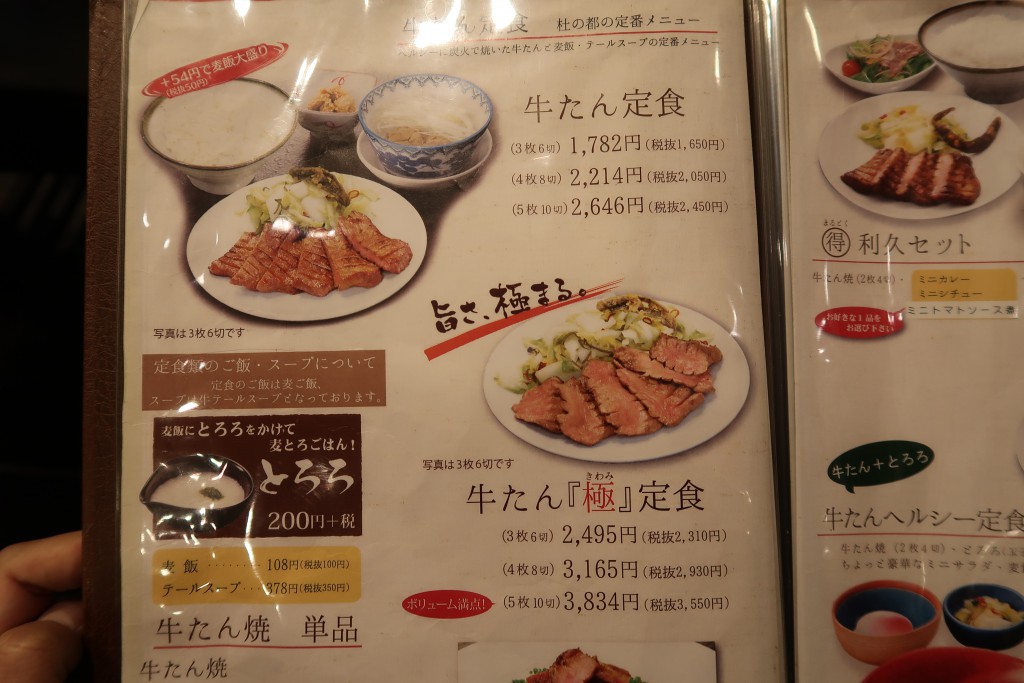 牛たん定食 杜の都の定番メニュー
ヘルシーに炭火で焼いた牛たんと麦飯・テールスープの定番メニュー
+54円で麦飯大盛り
(税抜50円)
牛たん定食
(3枚6切) 1,782円(税抜1,650円)
(4枚8切) 2,214円(税抜2,050円)
(5枚10切) 2,646円(税抜2,450円)
写真は3枚6切です
定食類のご飯・スープについて
定食のご飯は麦ご飯、
スープは牛テールスープとなっております。
麦飯にとろろをかけて
麦とろごはん!
とろろ
200円+税
麦飯 ········ 108円(税抜100円)
テールスープ··· 378円(税抜350円)
牛たん焼 単品
牛たん焼
旨さ、極まる。
写真は3枚6切です
きわみ
牛たん『極』定食
(3枚6切) 2,495円(税抜2,310円)
(4枚8切) 3,165円(税抜2,930円)
ボリューム満点!
(5枚10切) 3,834円(税抜3,550円)
まるとく
得 利久セット
牛たん焼(2枚4切)・
ミニカレー
ミニシチュー
ミニトマトソース煮
お好きな1品を
お選び下さい
牛たん+とろろ
牛たんヘルシー定食
牛たん焼(2枚4切)・とろろ
ちょっと豪華なミニサラダ・